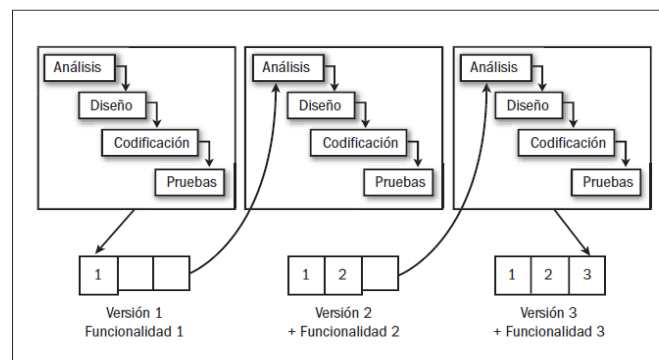 Análisis
Diseño
Codificación
Pruebas
Análisis
Diseño
Codificación
Pruebas
Análisis
Diseño
Codificación
Pruebas
1
1 2
1 2 3
Versión 1
Funcionalidad 1
Versión 2
+ Funcionalidad 2
Versión 3
+ Funcionalidad 3